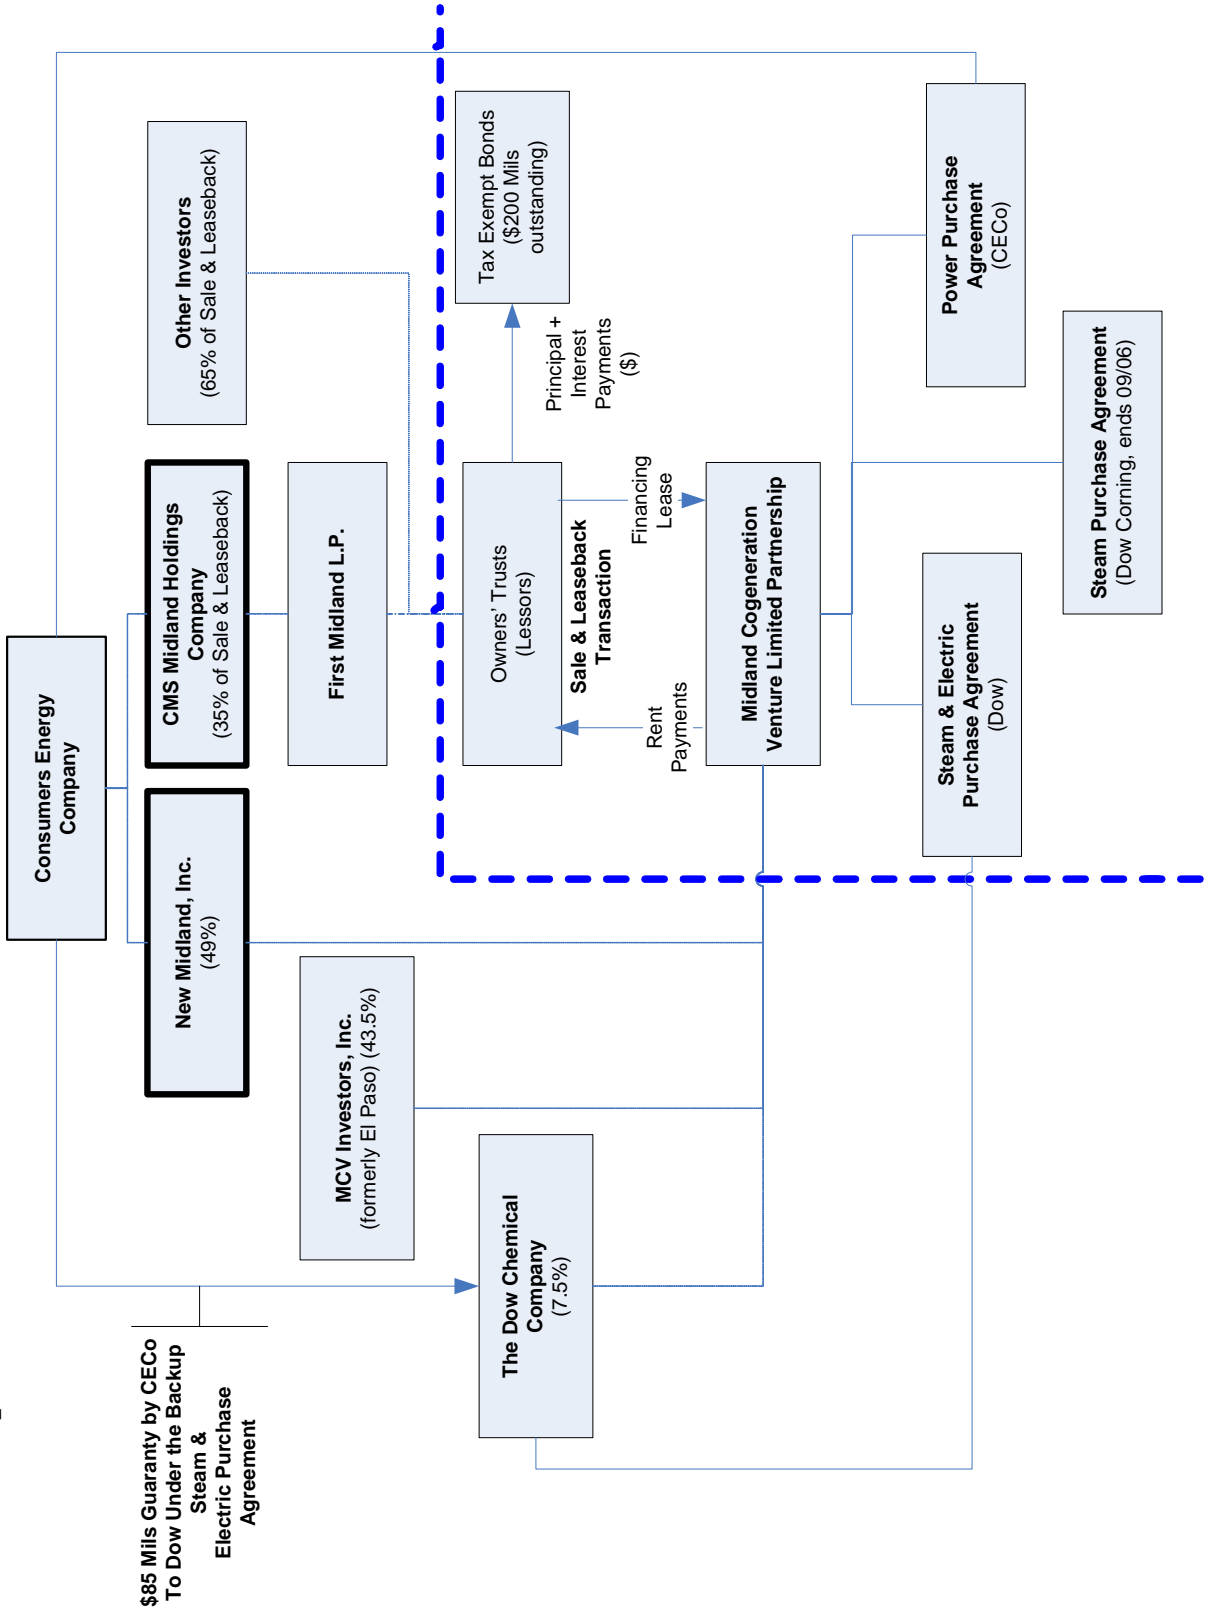 Consumers Energy
Company
$85 Mils Guaranty by CECo
To Dow Under the Backup
Steam &
Electric Purchase
Agreement
New Midland, Inc.
(49%)
CMS Midland Holdings
Company
(35% of Sale & Leaseback)
Other Investors
(65% of Sale & Leaseback)
MCV Investors, Inc.
(formerly El Paso) (43.5%)
First Midland L.P.
The Dow Chemical
Company
(7.5%)
Owners' Trusts
(Lessors)
Tax Exempt Bonds
($200 Mils
outstanding)
Principal +
Interest
Payments
($)
Sale & Leaseback
Transaction
Rent
Payments
Financing
Lease
Midland Cogeneration
Venture Limited Partnership
Steam & Electric
Purchase Agreement
(Dow)
Power Purchase
Agreement
(CECo)
Steam Purchase Agreement
(Dow Corning, ends 09/06)